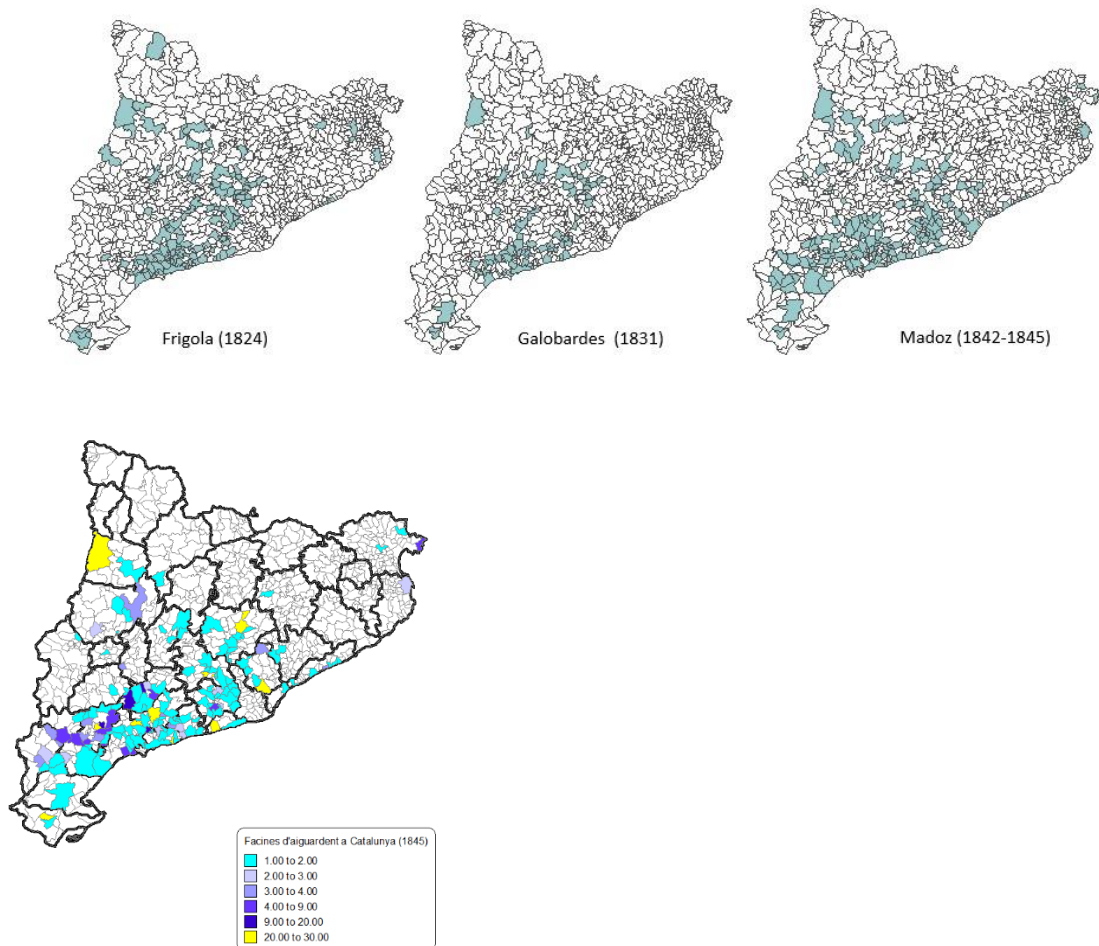 Frigola (1824)
Galobardes (1831)
Madoz (1842-1845)
Facines d'aiguardent a Catalunya (1845)
1.00 to 2.00
2.00 to 3.00
3.00 to 4.00
4.00 to 9.00
9.00 to 20.00
20.00 to 30.00